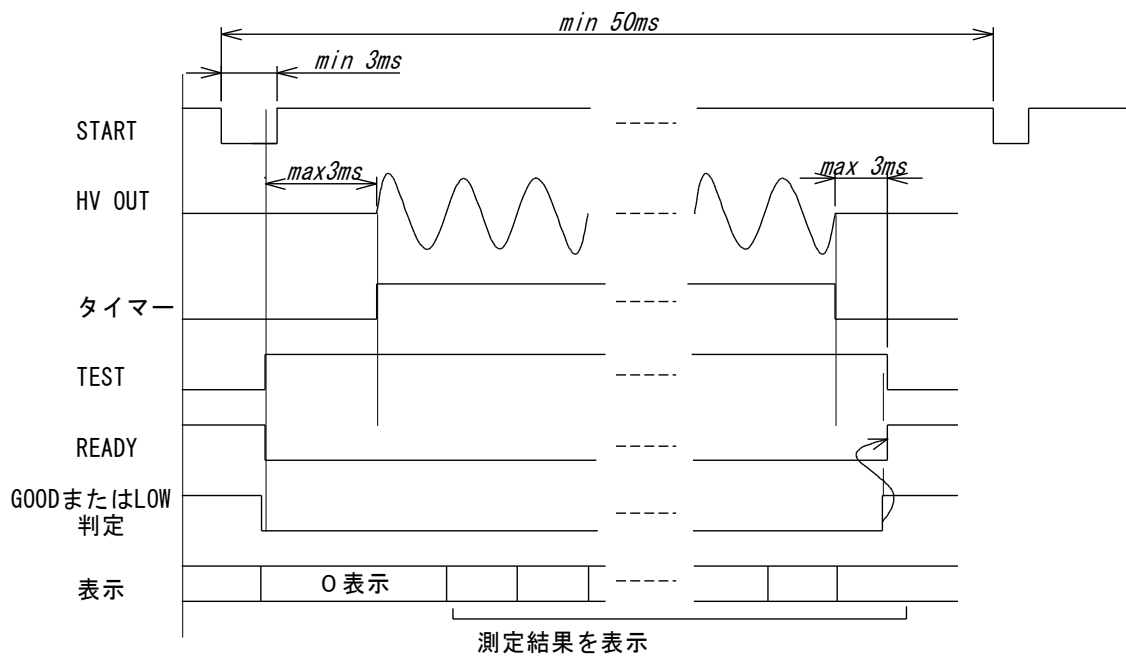 min 50ms
min 3ms
START
max3ms
max 3ms
HV OUT
タイマー
TEST
READY
GOODまたはLOW
判定
表示
0表示
測定結果を表示